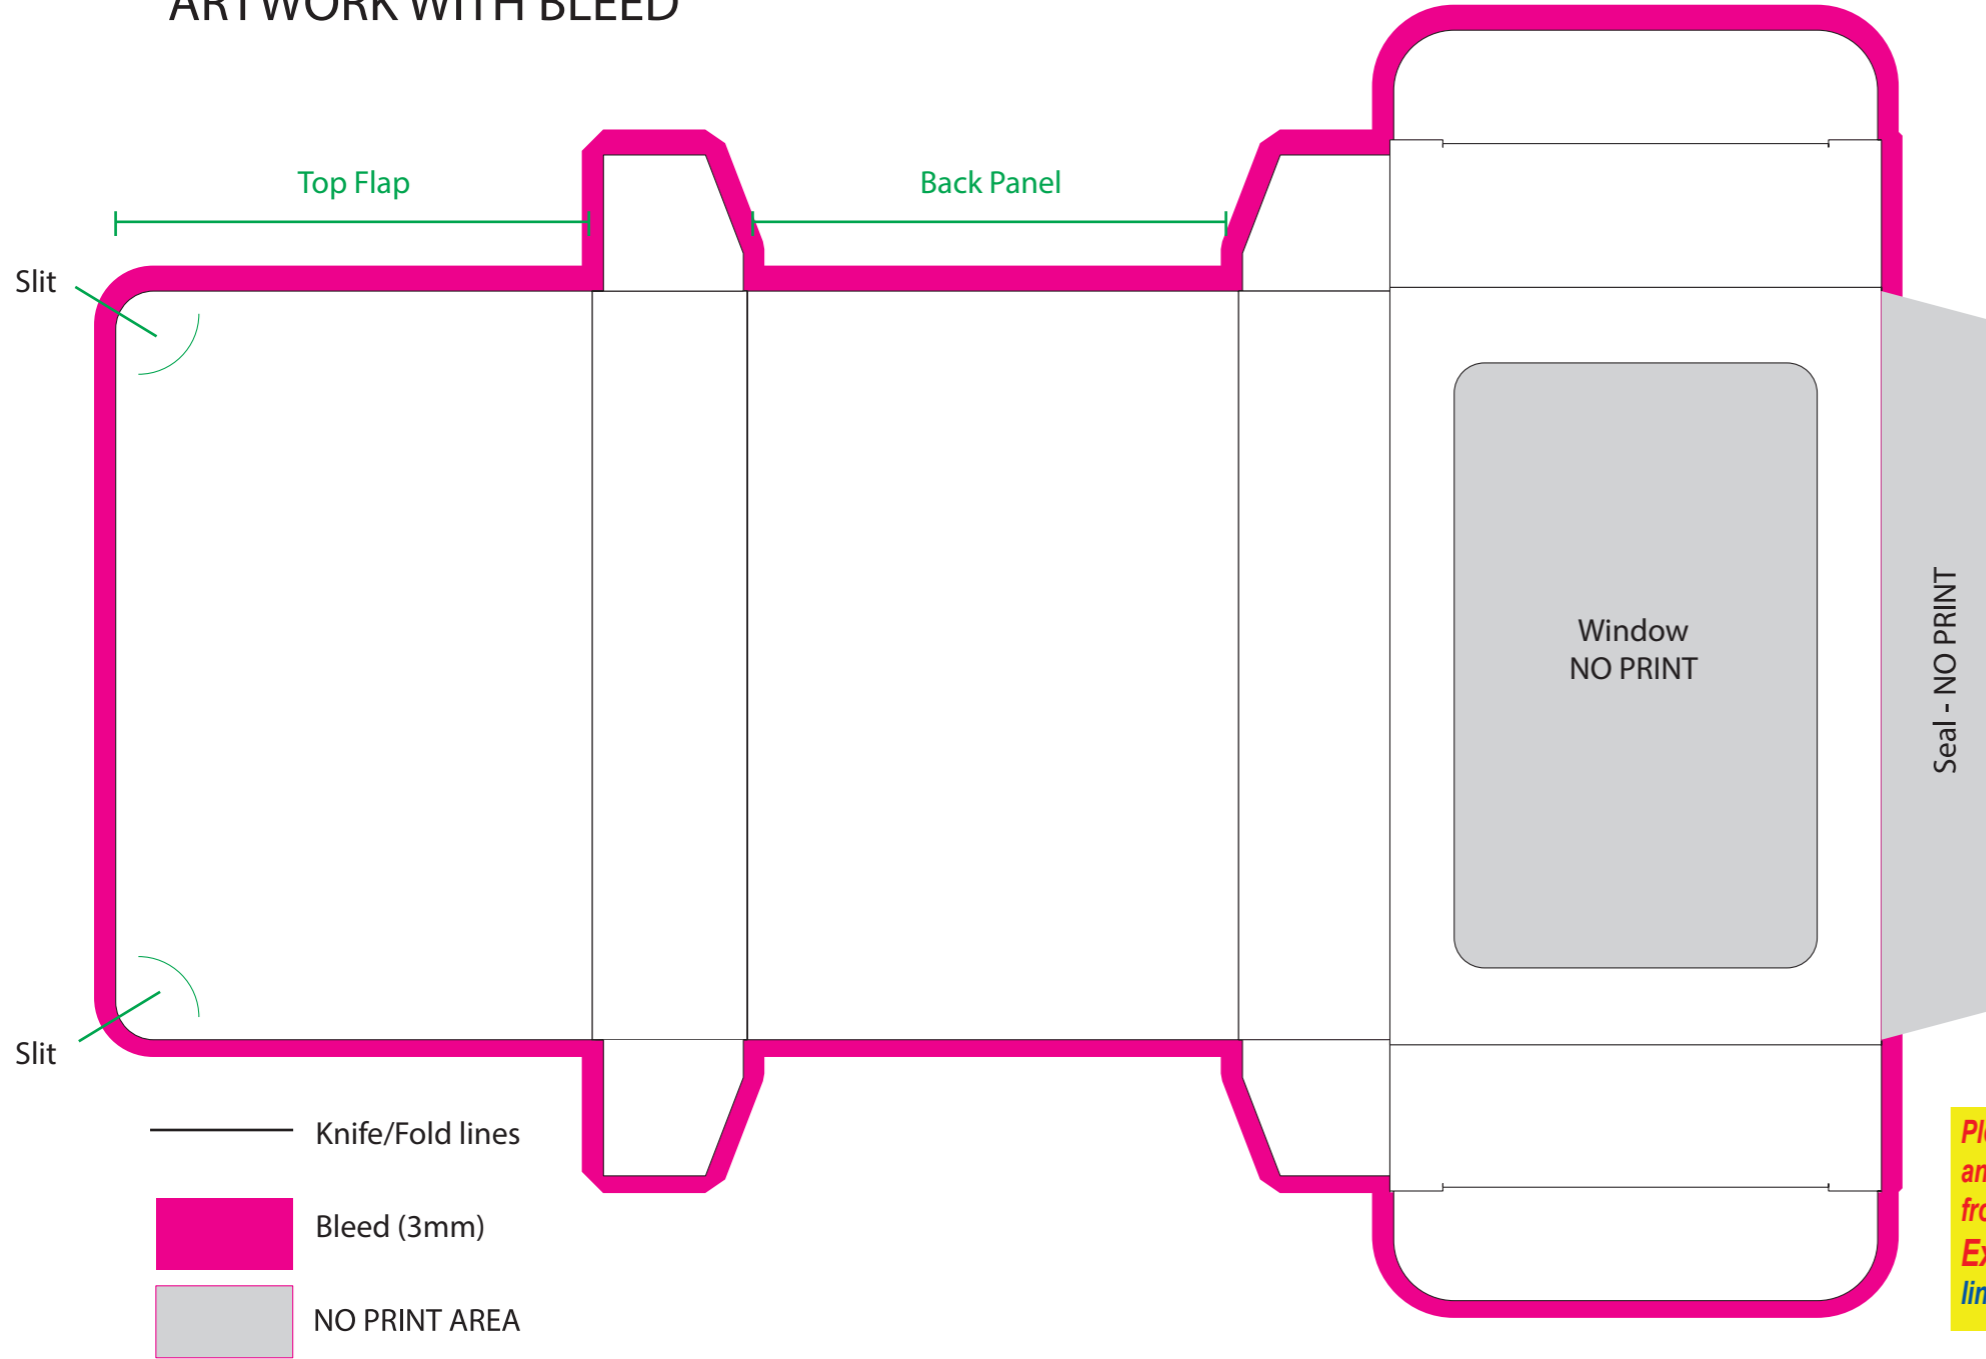 ARTWORK WITH BLEED
Top Flap
Back Panel
Slit
Window
NO PRINT
Seal - NO PRINT
Slit
Knife/Fold lines
Bleed (3mm)
NO PRINT AREA